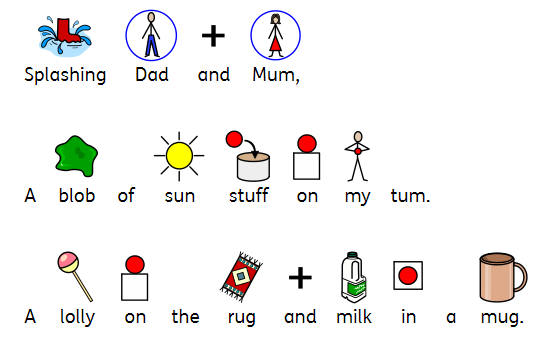 Splashing Dad and Mum,
A blob of sun stuff on my tum.
A lolly on the rug and milk in a mug.